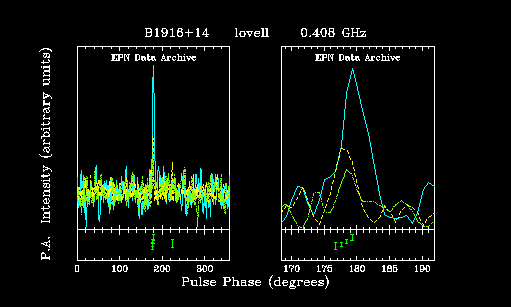 B1916+14 lovell 0.408 GHz
EPN Data Archive EPN Data Archive
P.A. Intensity (arbitrary units)
0 100 200 300 170 175 180 185 190
Pulse Phase (degrees)